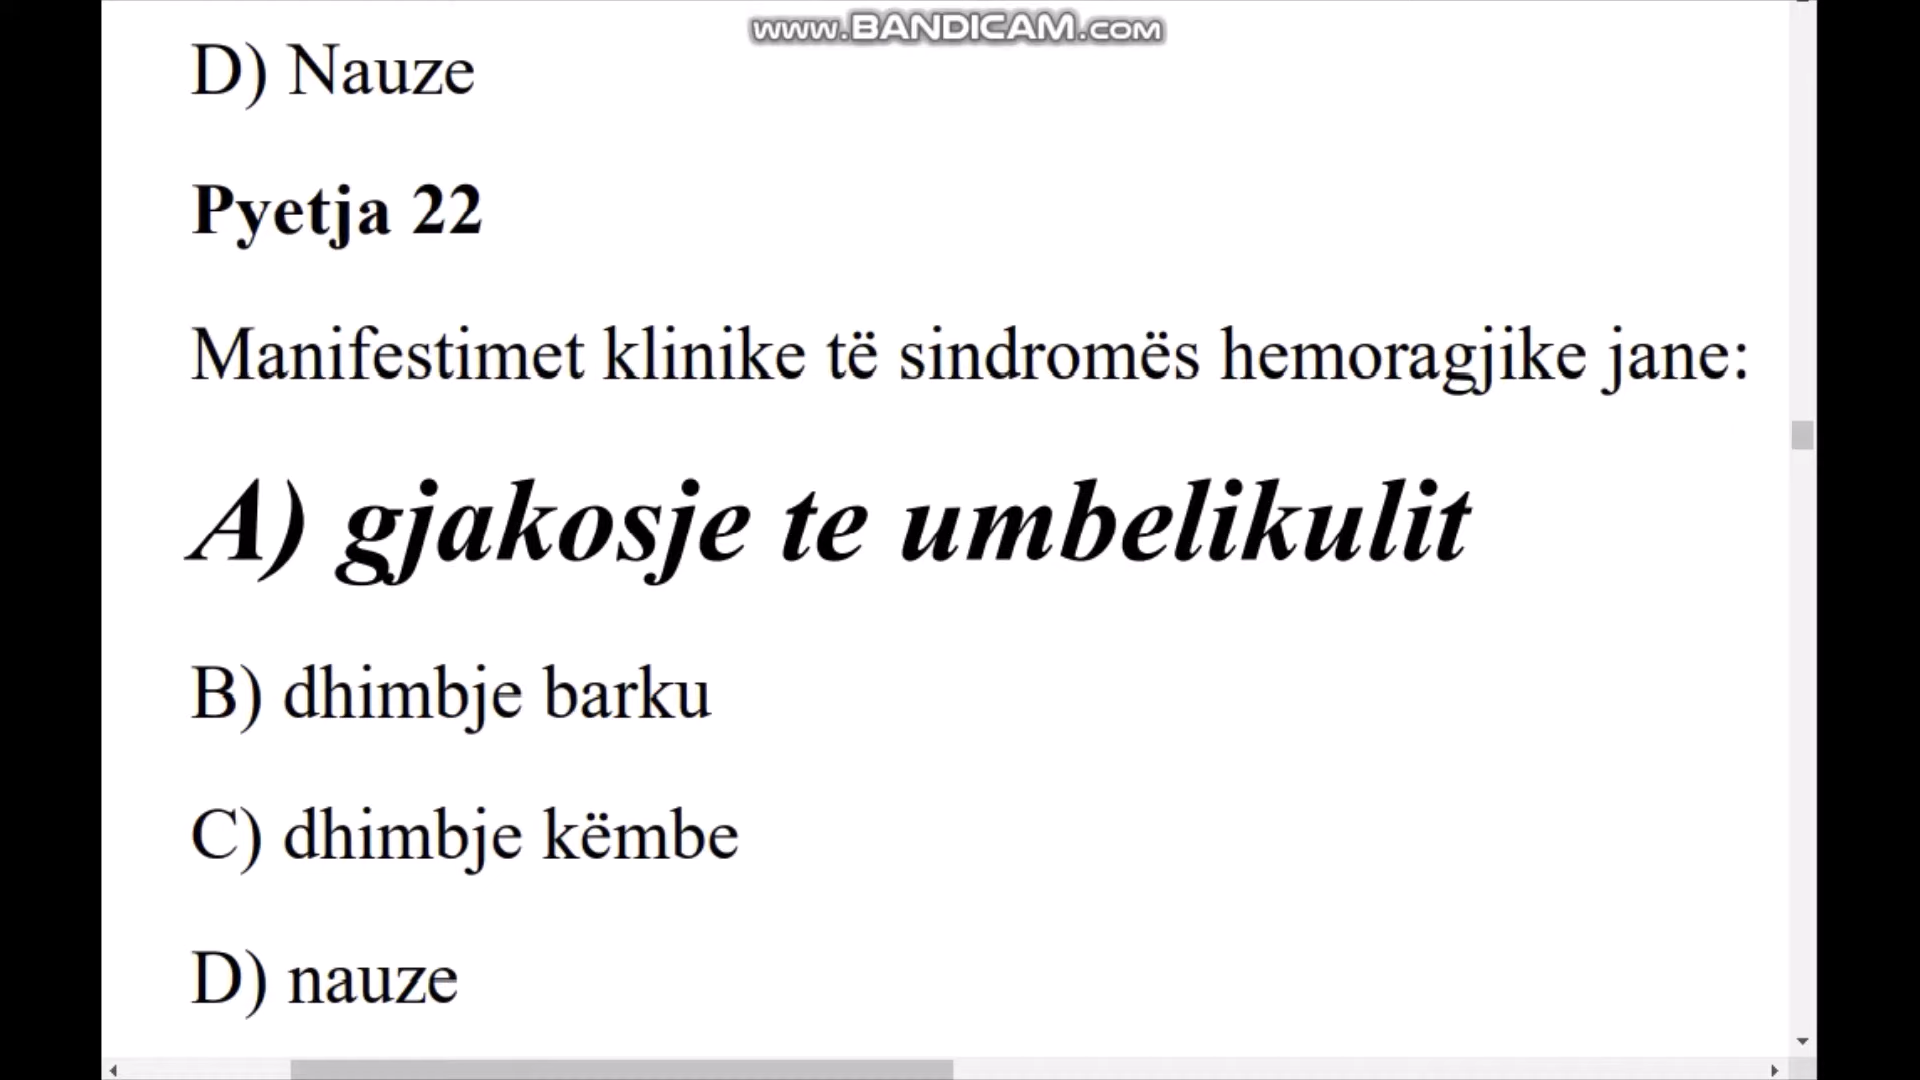 www.BANDICAM.com
D) Nauze
Pyetja 22
Manifestimet klinike të sindromës hemoragjike jane:
A) gjakosje te umbelikulit
B) dhimbje barku
C) dhimbje këmbe
D) nauze